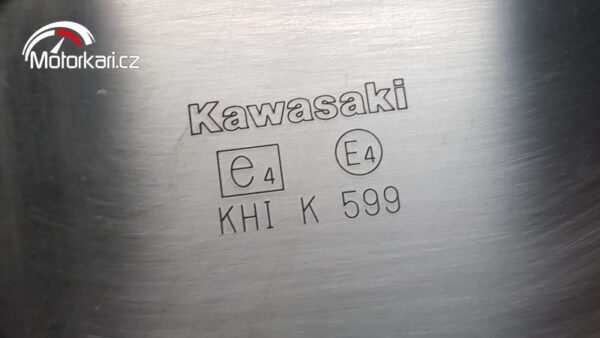 Motorkari.cz
Kawasaki
e4 E4
KHI K 599